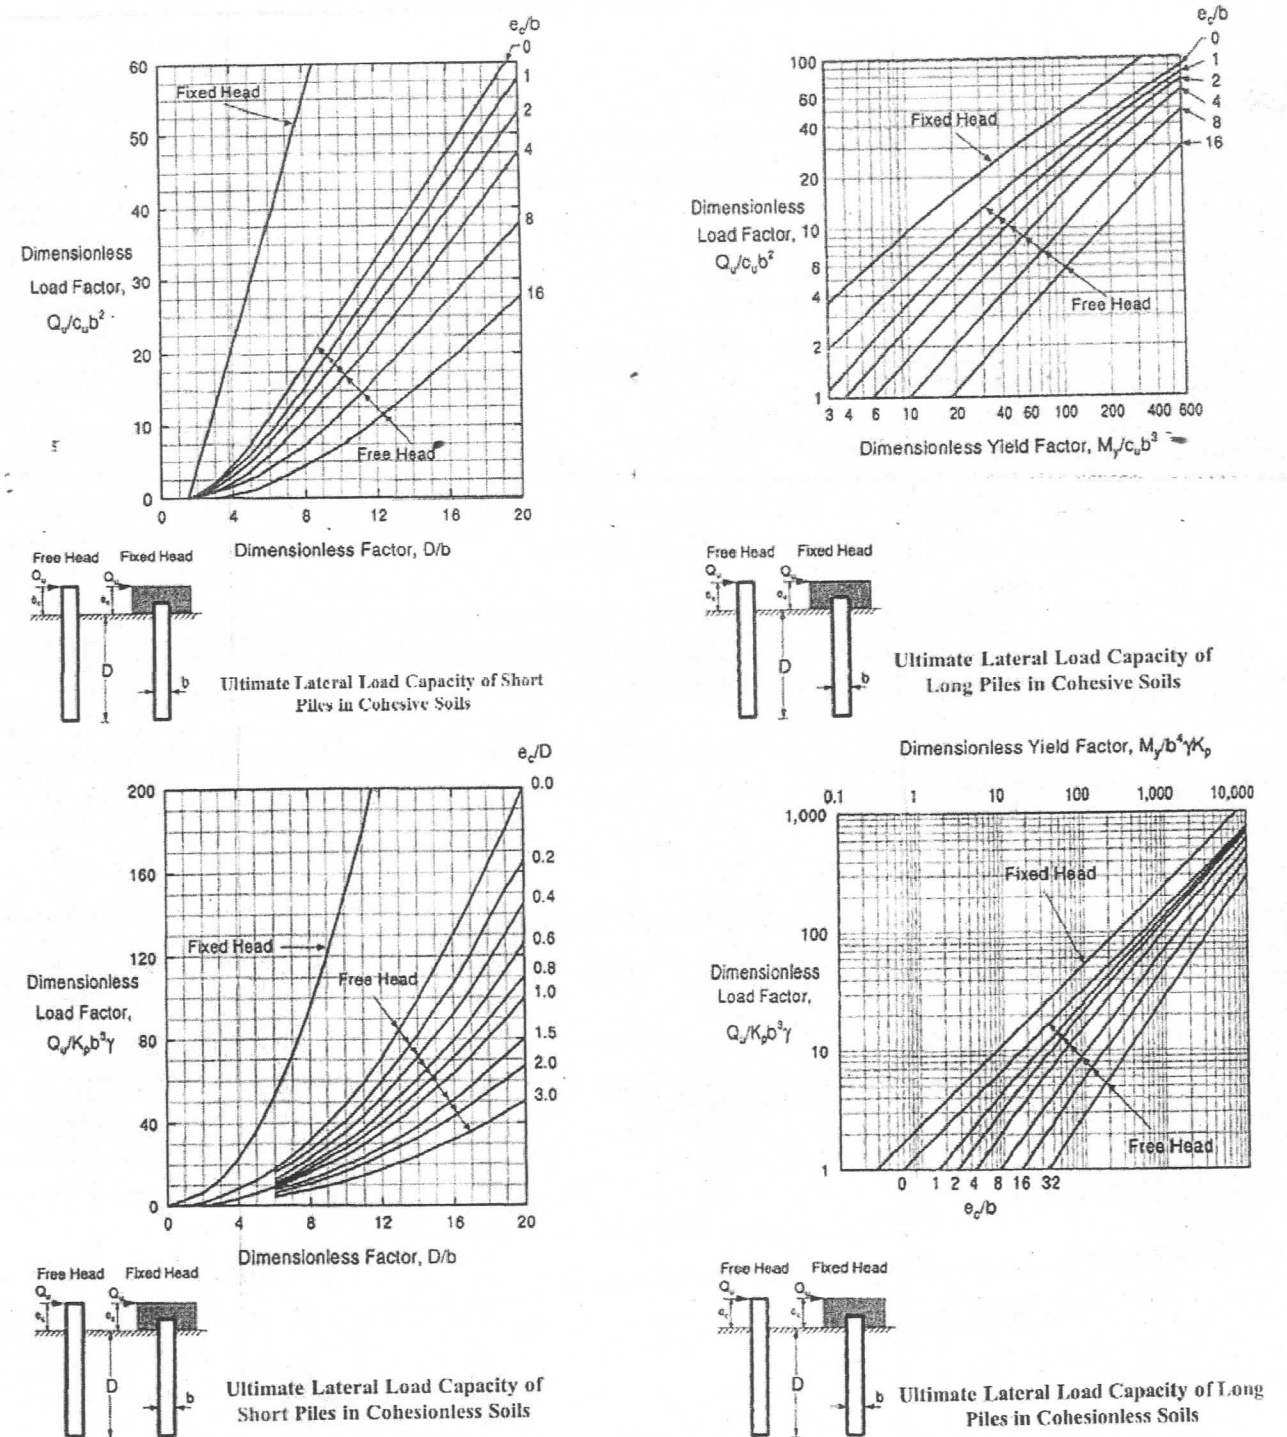 e_c/b
0
1
2
4
8
16
60
50
40
30
20
10
0
Fixed Head
Free Head
Dimensionless
Load Factor,
Q_u/c_ub²
0 4 8 12 16 20
Dimensionless Factor, D/b
Free Head Fixed Head
Q_u Q_u
e_c e_c
D
b
Ultimate Lateral Load Capacity of Short
Piles in Cohesive Soils
e_c/b
0
1
2
4
8
16
100
60
40
20
10
8
6
4
2
1
Fixed Head
Free Head
Dimensionless
Load Factor,
Q_u/c_ub²
3 4 6 10 20 40 60 100 200 400 600
Dimensionless Yield Factor, M_y/c_ub³
Free Head Fixed Head
Q_u Q_u
e_c e_c
D
b
Ultimate Lateral Load Capacity of
Long Piles in Cohesive Soils
e_c/D
0.0
0.2
0.4
0.6
0.8
1.0
1.5
2.0
3.0
200
160
120
80
40
0
Fixed Head
Free Head
Dimensionless
Load Factor,
Q_u/K_pb³γ
0 4 8 12 16 20
Dimensionless Factor, D/b
Free Head Fixed Head
Q_u Q_u
e_c e_c
D
b
Ultimate Lateral Load Capacity of
Short Piles in Cohesionless Soils
Dimensionless Yield Factor, M_y/b⁴γK_p
0.1 1 10 100 1,000 10,000
1,000
100
10
1
Fixed Head
Free Head
Dimensionless
Load Factor,
Q_u/K_pb³γ
0 1 2 4 8 16 32
e_c/b
Free Head Fixed Head
Q_u Q_u
e_c e_c
D
b
Ultimate Lateral Load Capacity of Long
Piles in Cohesionless Soils